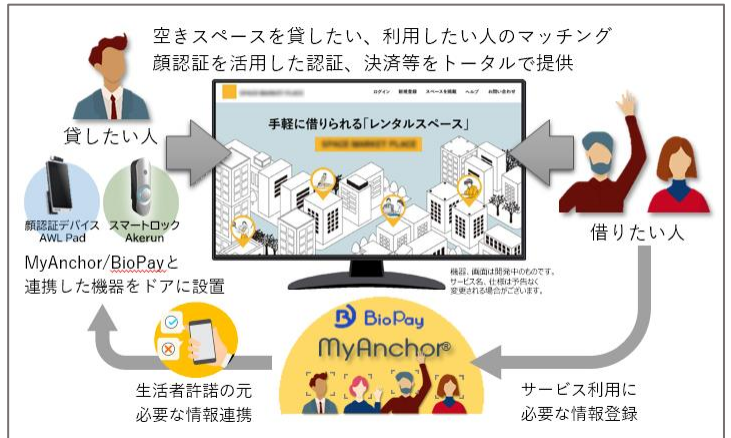 空きスペースを貸したい、利用したい人のマッチング
顔認証を活用した認証、決済等をトータルで提供
貸したい人
ログイン 新規登録 スペースを掲載 ヘルプ お問い合わせ
手軽に借りられる「レンタルスペース」
顔認証デバイス
AWL Pad
スマートロック
Akerun
借りたい人
MyAnchor/BioPayと
連携した機器をドアに設置
機器、画面は開発中のものです。
サービス名、仕様は予告なく
変更される場合がございます。
BioPay
MyAnchor®
生活者許諾の元
必要な情報連携
サービス利用に
必要な情報登録